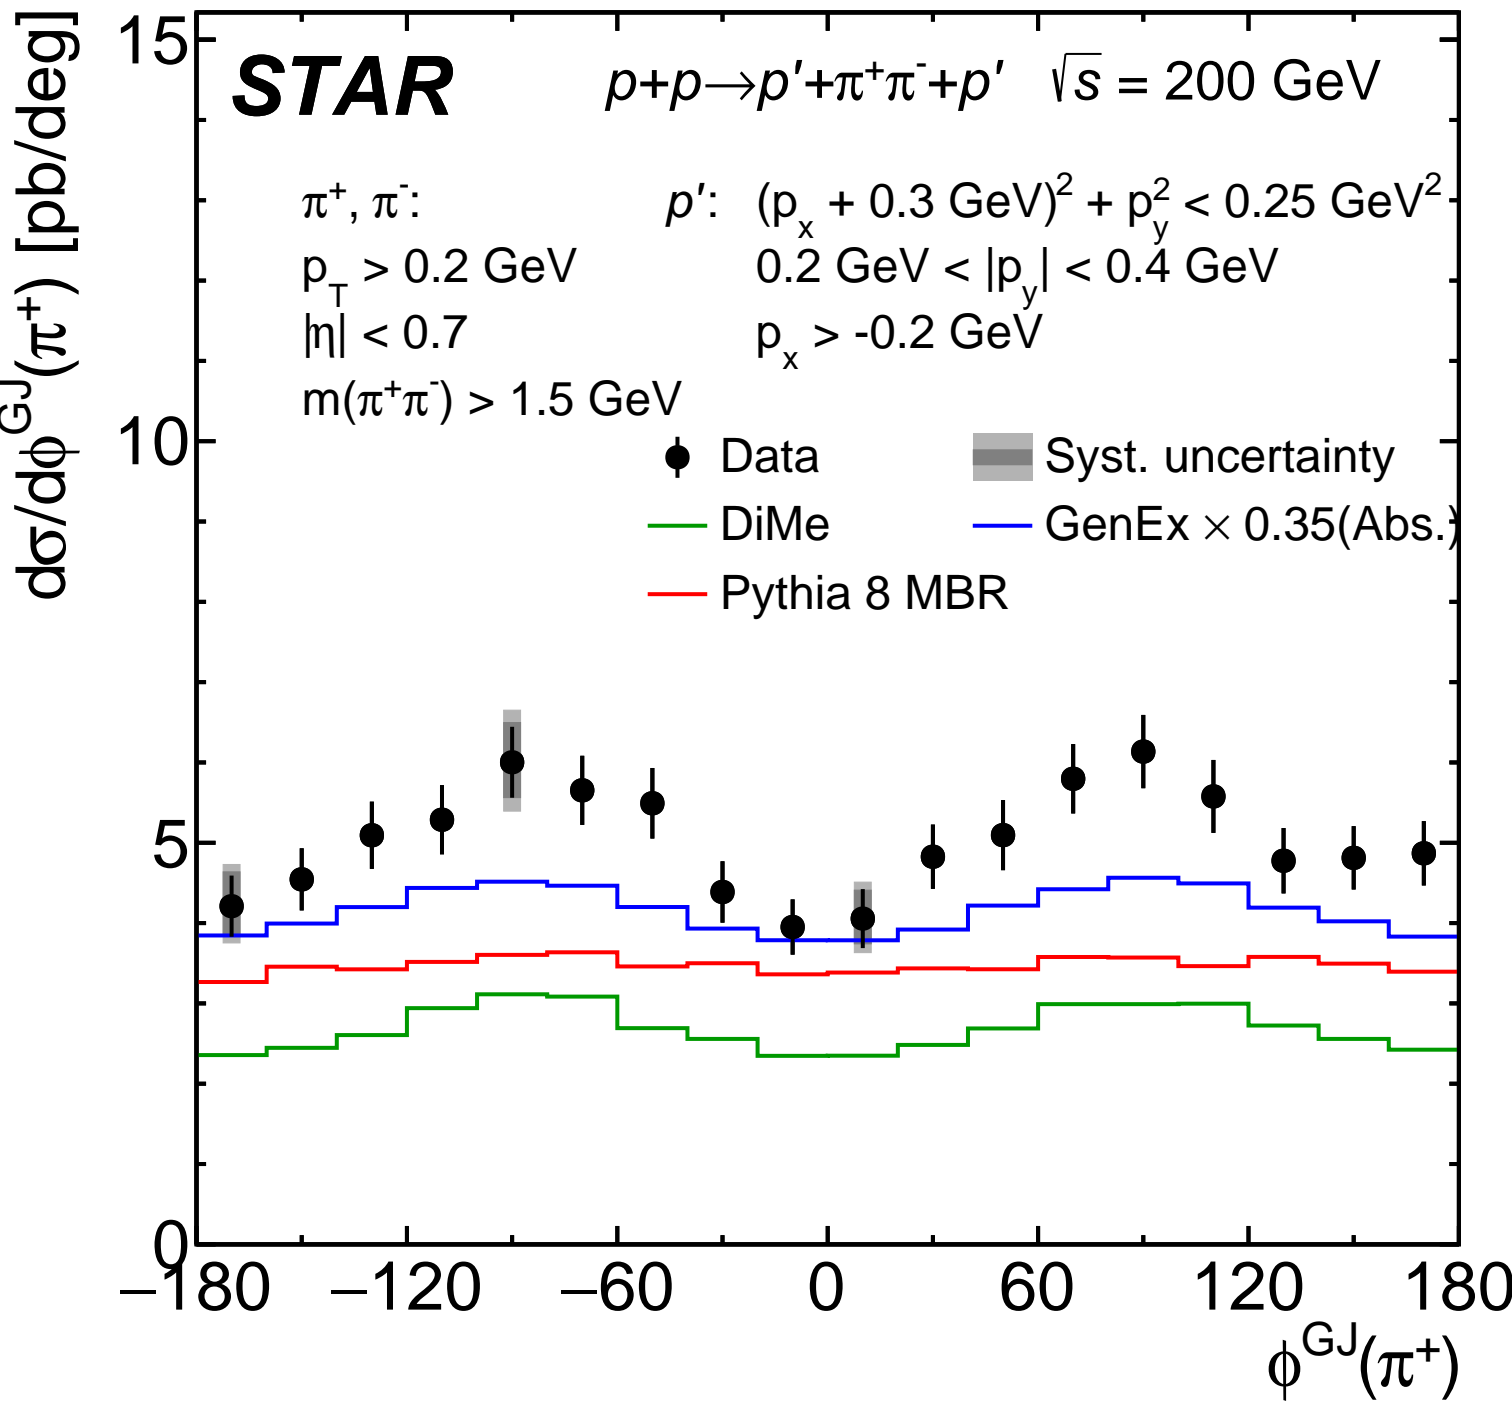 STAR p+p→p′+π⁺π⁻+p′ √s = 200 GeV
π⁺, π⁻: p′: (pₓ + 0.3 GeV)² + p_y² < 0.25 GeV²
p_T > 0.2 GeV 0.2 GeV < |p_y| < 0.4 GeV
|η| < 0.7 pₓ > -0.2 GeV
m(π⁺π⁻) > 1.5 GeV
Data Syst. uncertainty
DiMe GenEx × 0.35(Abs.)
Pythia 8 MBR
dσ/dϕ^GJ(π⁺) [pb/deg]
15
10
5
0
−180 −120 −60 0 60 120 180
ϕ^GJ(π⁺)